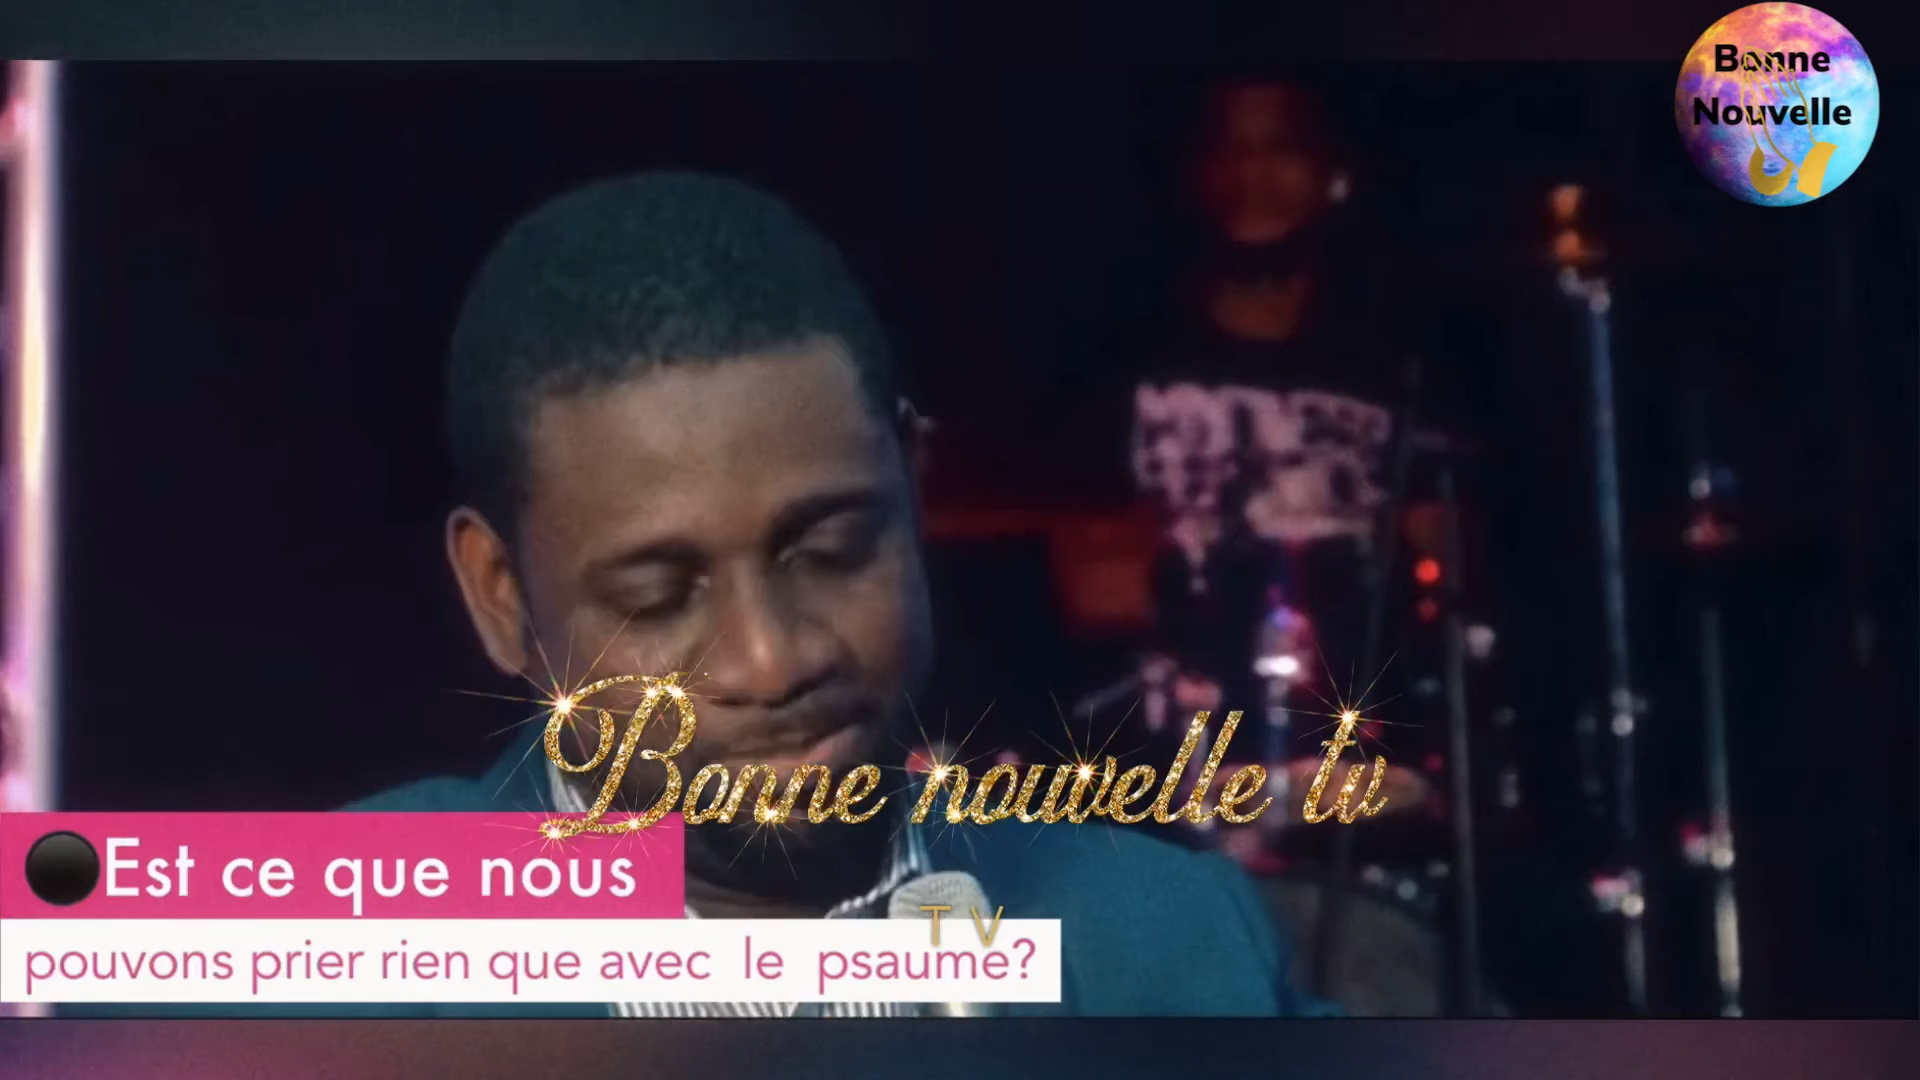 Bonne
Nouvelle
Bonne nouvelle tv
Est ce que nous
TV
pouvons prier rien que avec le psaume?